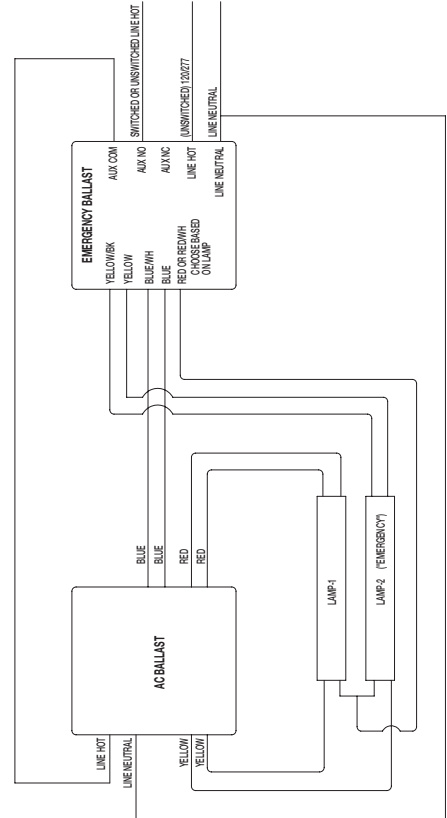 EMERGENCY BALLAST
YELLOW/BK
YELLOW
BLUE/WH
BLUE
RED OR RED/WH
CHOOSE BASED
ON LAMP
AUX COM
AUX NO
AUX NC
LINE HOT
LINE NEUTRAL
SWITCHED OR UNSWITCHED LINE HOT
(UNSWITCHED) 120/277
LINE NEUTRAL
AC BALLAST
LINE HOT
LINE NEUTRAL
YELLOW
YELLOW
BLUE
BLUE
RED
RED
LAMP-1
LAMP-2 ("EMERGENCY")